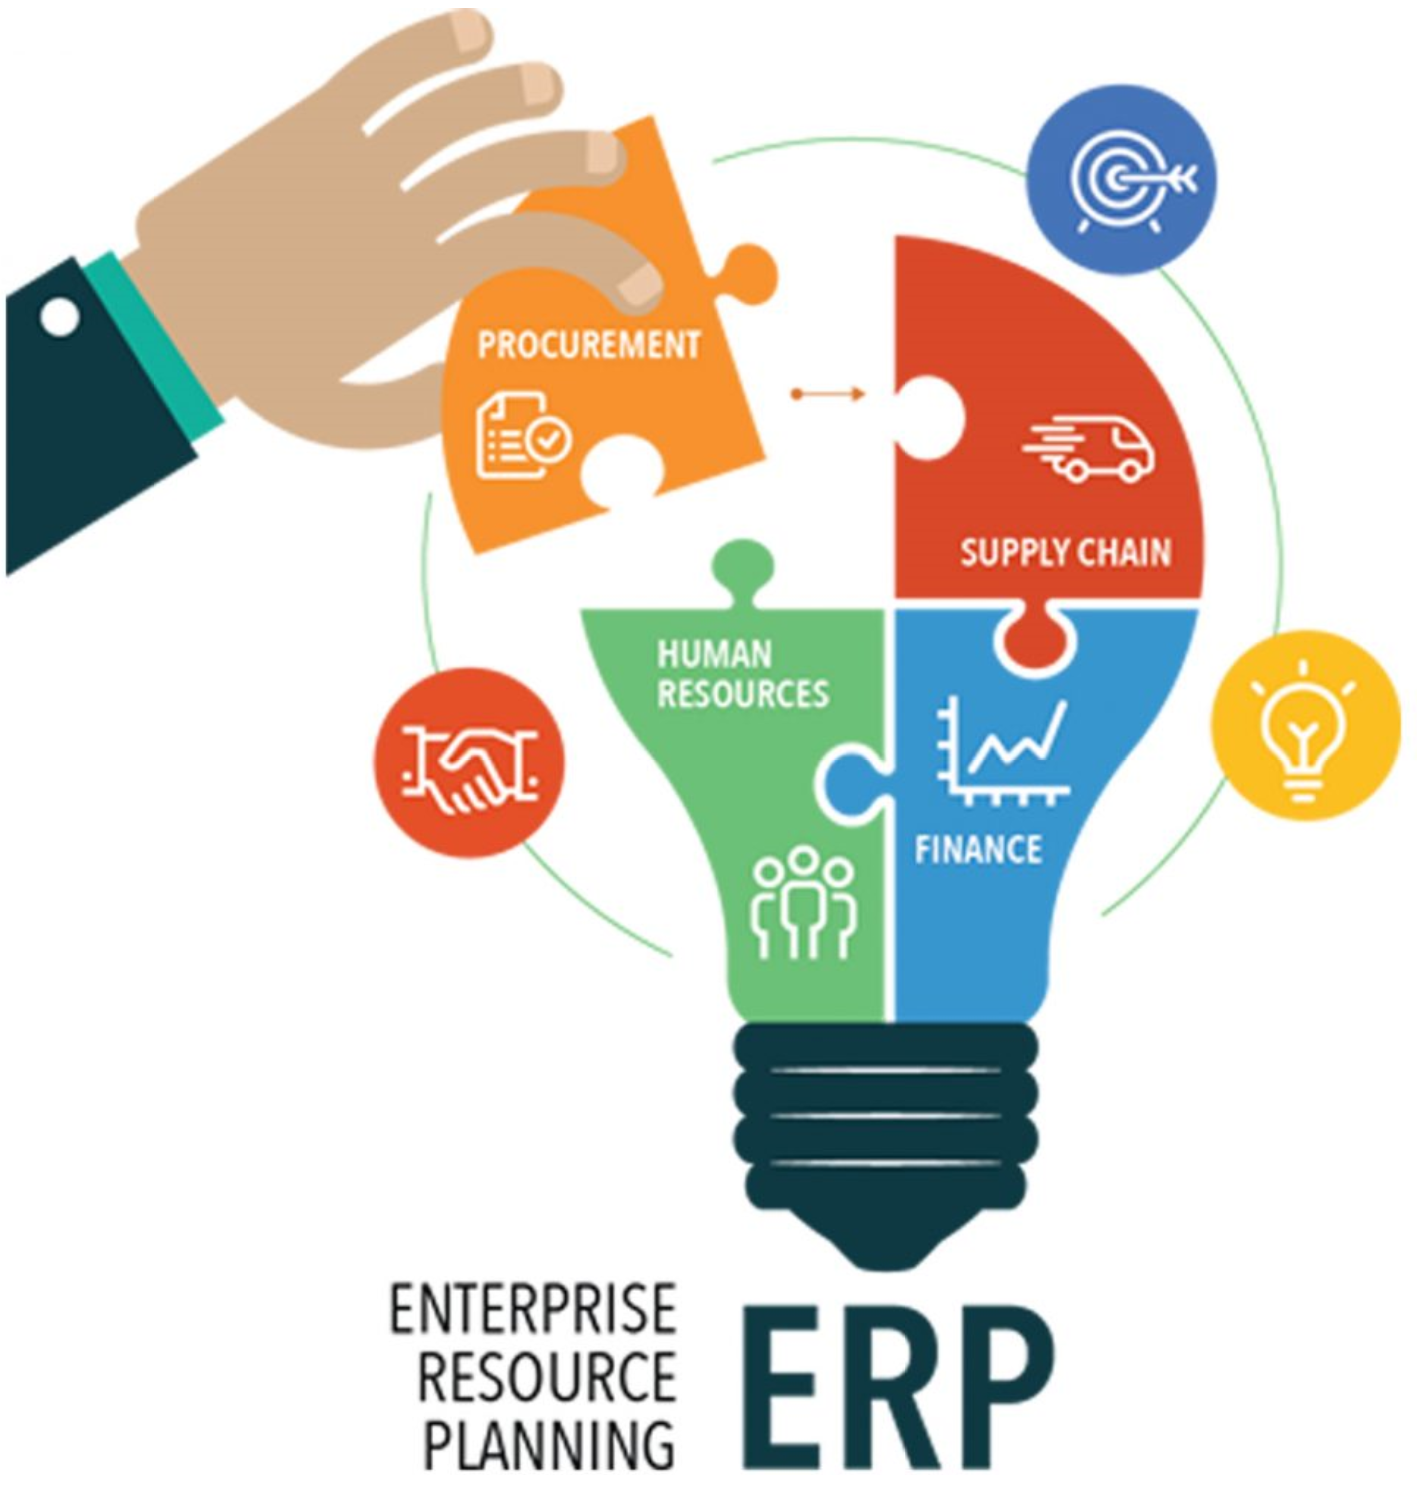 PROCUREMENT
SUPPLY CHAIN
HUMAN
RESOURCES
FINANCE
ENTERPRISE
RESOURCE
PLANNING
ERP